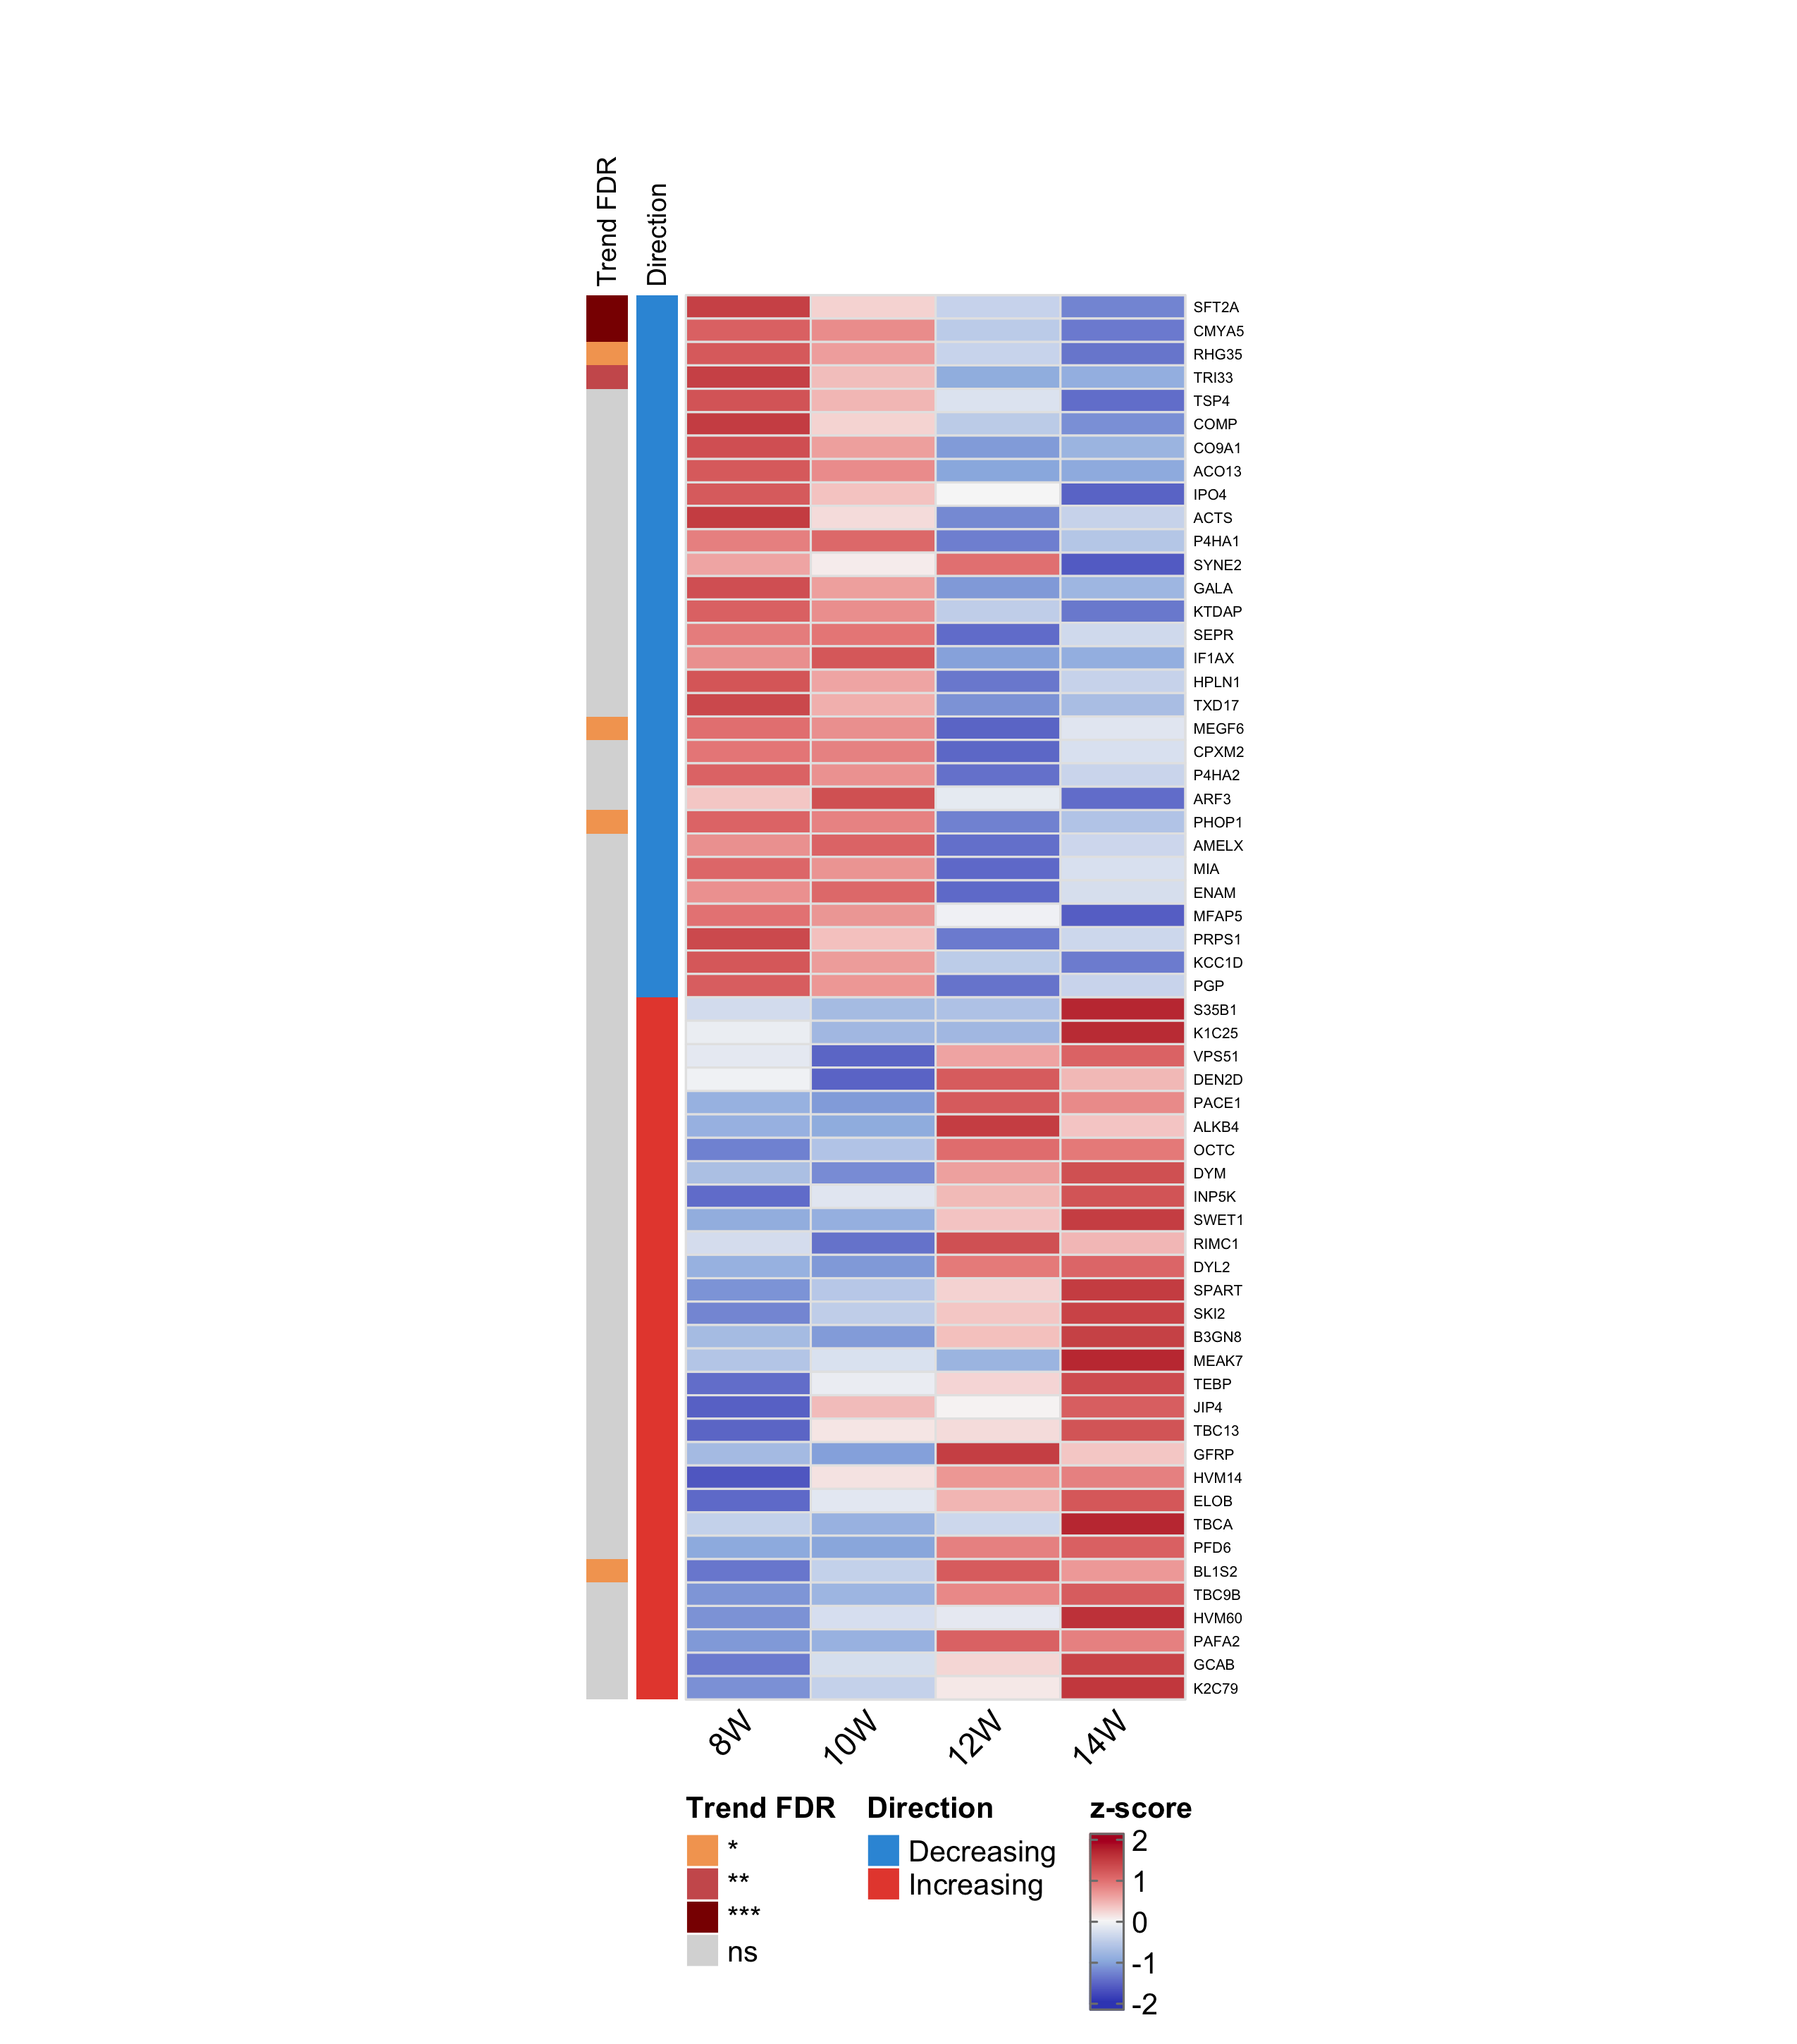 Trend FDR
Direction
SFT2A
CMYA5
RHG35
TRI33
TSP4
COMP
CO9A1
ACO13
IPO4
ACTS
P4HA1
SYNE2
GALA
KTDAP
SEPR
IF1AX
HPLN1
TXD17
MEGF6
CPXM2
P4HA2
ARF3
PHOP1
AMELX
MIA
ENAM
MFAP5
PRPS1
KCC1D
PGP
S35B1
K1C25
VPS51
DEN2D
PACE1
ALKB4
OCTC
DYM
INP5K
SWET1
RIMC1
DYL2
SPART
SKI2
B3GN8
MEAK7
TEBP
JIP4
TBC13
GFRP
HVM14
ELOB
TBCA
PFD6
BL1S2
TBC9B
HVM60
PAFA2
GCAB
K2C79
8W 10W 12W 14W
Trend FDR
*
**
***
ns
Direction
Decreasing
Increasing
z-score
2
1
0
-1
-2